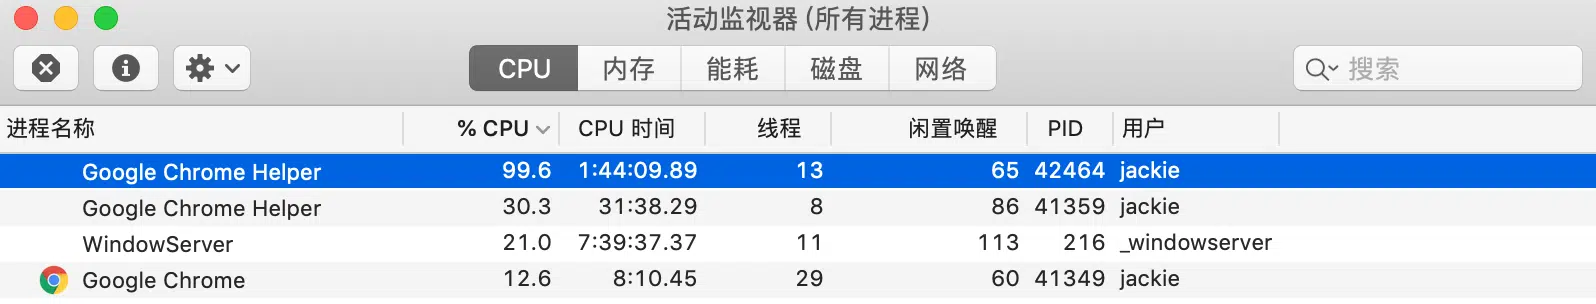 活动监视器 (所有进程)
CPU 内存 能耗 磁盘 网络 搜索
进程名称 % CPU CPU 时间 线程 闲置唤醒 PID 用户
Google Chrome Helper 99.6 1:44:09.89 13 65 42464 jackie
Google Chrome Helper 30.3 31:38.29 8 86 41359 jackie
WindowServer 21.0 7:39:37.37 11 113 216 _windowserver
Google Chrome 12.6 8:10.45 29 60 41349 jackie